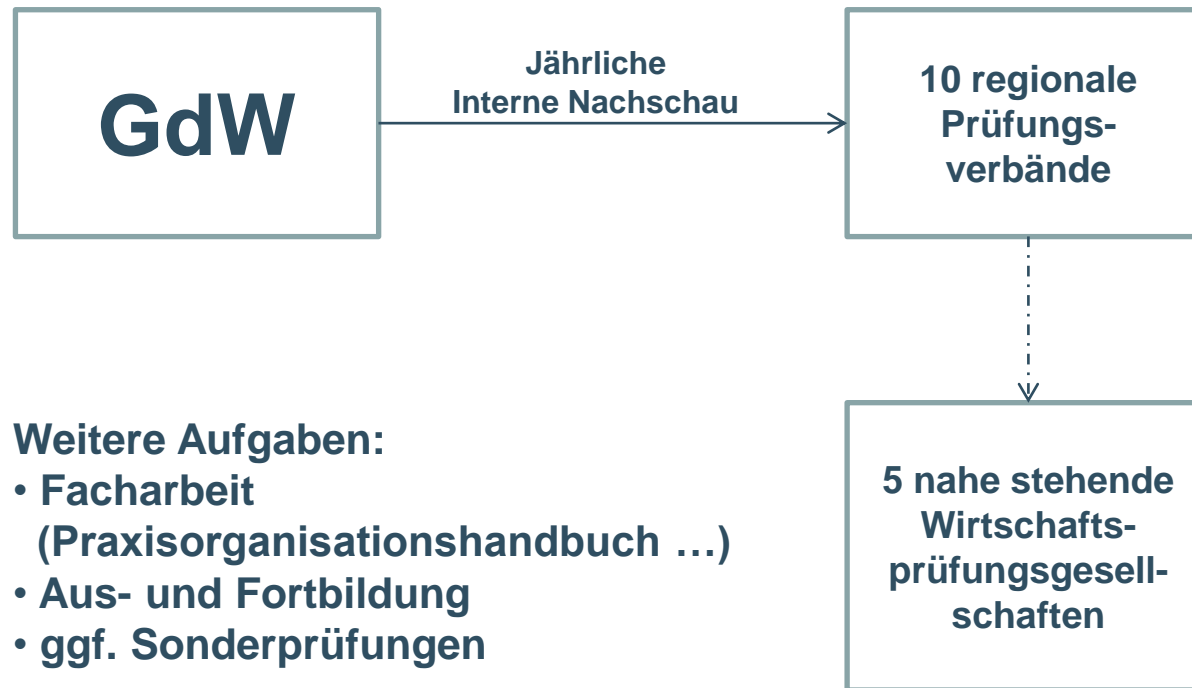 GdW
Jährliche
Interne Nachschau
10 regionale
Prüfungs-
verbände
Weitere Aufgaben:
• Facharbeit
(Praxisorganisationshandbuch …)
• Aus- und Fortbildung
• ggf. Sonderprüfungen
5 nahe stehende
Wirtschafts-
prüfungsgesell-
schaften